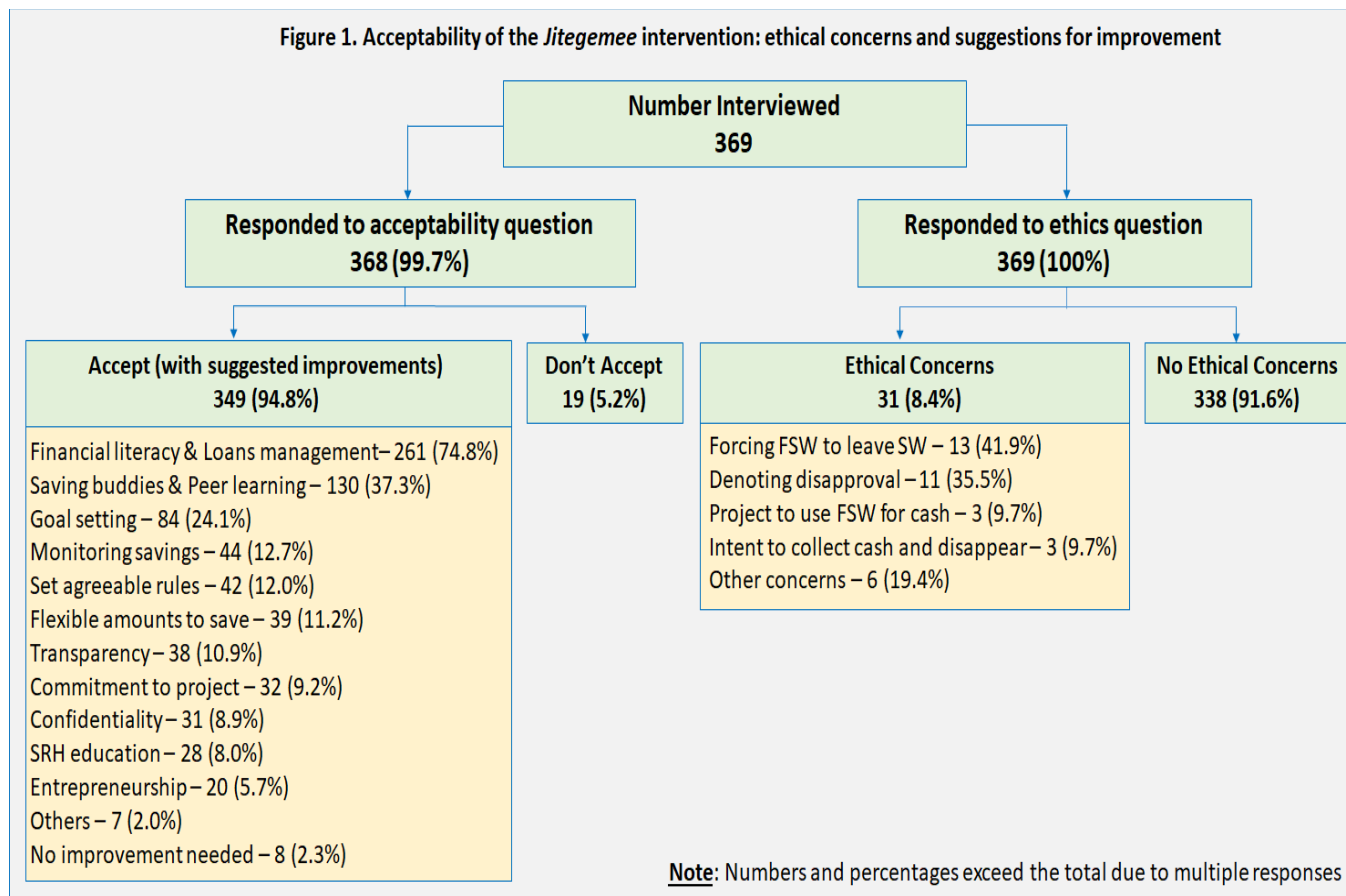 Figure 1. Acceptability of the Jitegemee intervention: ethical concerns and suggestions for improvement
Number Interviewed
369
Responded to acceptability question
368 (99.7%)
Responded to ethics question
369 (100%)
Accept (with suggested improvements)
349 (94.8%)
Don’t Accept
19 (5.2%)
Ethical Concerns
31 (8.4%)
No Ethical Concerns
338 (91.6%)
Financial literacy & Loans management– 261 (74.8%)
Saving buddies & Peer learning – 130 (37.3%)
Goal setting – 84 (24.1%)
Monitoring savings – 44 (12.7%)
Set agreeable rules – 42 (12.0%)
Flexible amounts to save – 39 (11.2%)
Transparency – 38 (10.9%)
Commitment to project – 32 (9.2%)
Confidentiality – 31 (8.9%)
SRH education – 28 (8.0%)
Entrepreneurship – 20 (5.7%)
Others – 7 (2.0%)
No improvement needed – 8 (2.3%)
Forcing FSW to leave SW – 13 (41.9%)
Denoting disapproval – 11 (35.5%)
Project to use FSW for cash – 3 (9.7%)
Intent to collect cash and disappear – 3 (9.7%)
Other concerns – 6 (19.4%)
Note: Numbers and percentages exceed the total due to multiple responses